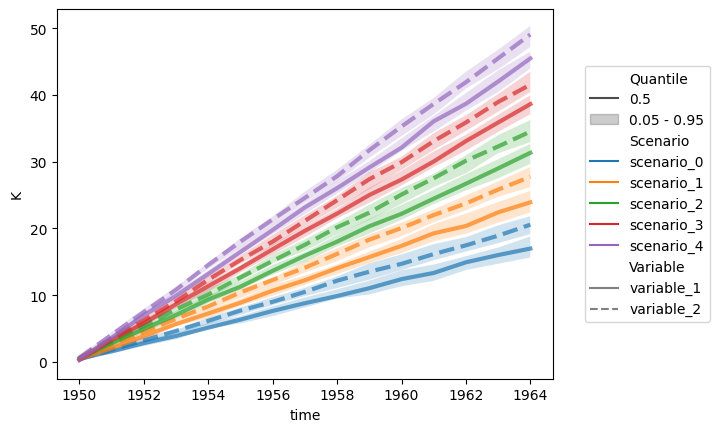 50
40
30
20
10
0
K
1950
1952
1954
1956
1958
1960
1962
1964
time
Quantile
0.5
0.05 - 0.95
Scenario
scenario_0
scenario_1
scenario_2
scenario_3
scenario_4
Variable
variable_1
variable_2